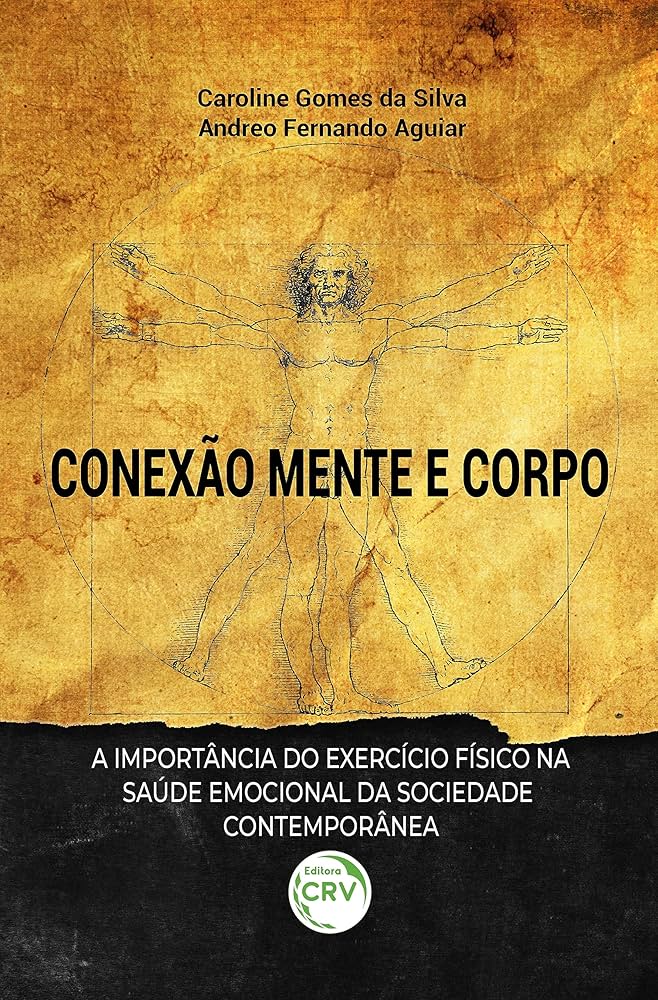 Caroline Gomes da Silva
Andreo Fernando Aguiar
CONEXÃO MENTE E CORPO
A IMPORTÂNCIA DO EXERCÍCIO FÍSICO NA
SAÚDE EMOCIONAL DA SOCIEDADE
CONTEMPORÂNEA
Editora
CRV